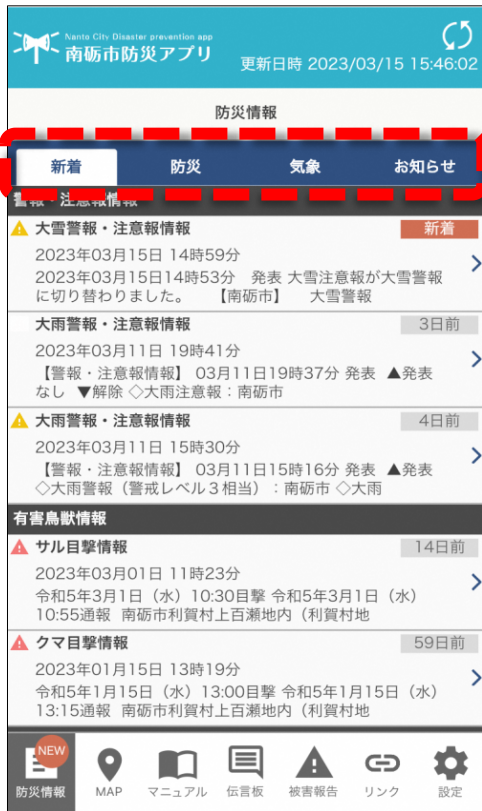 Nanto City Disaster prevention app
南砺市防災アプリ
更新日時 2023/03/15 15:46:02
防災情報
新着 防災 気象 お知らせ
警報・注意報情報
大雪警報・注意報情報 新着
2023年03月15日 14時59分
2023年03月15日14時53分 発表 大雪注意報が大雪警報
に切り替わりました。 【南砺市】 大雪警報
大雨警報・注意報情報 3日前
2023年03月11日 19時41分
【警報・注意報情報】 03月11日19時37分 発表 ▲発表
なし ▼解除 ◇大雨注意報：南砺市
大雨警報・注意報情報 4日前
2023年03月11日 15時30分
【警報・注意報情報】 03月11日15時16分 発表 ▲発表
◇大雨警報（警戒レベル３相当）：南砺市 ◇大雨
有害鳥獣情報
サル目撃情報 14日前
2023年03月01日 11時23分
令和5年3月1日（水）10:30目撃 令和5年3月1日（水）
10:55通報 南砺市利賀村上百瀬地内（利賀村地
クマ目撃情報 59日前
2023年01月15日 13時19分
令和5年1月15日（水）13:00目撃 令和5年1月15日（水）
13:15通報 南砺市利賀村上百瀬地内（利賀村地
NEW
防災情報 MAP マニュアル 伝言板 被害報告 リンク 設定